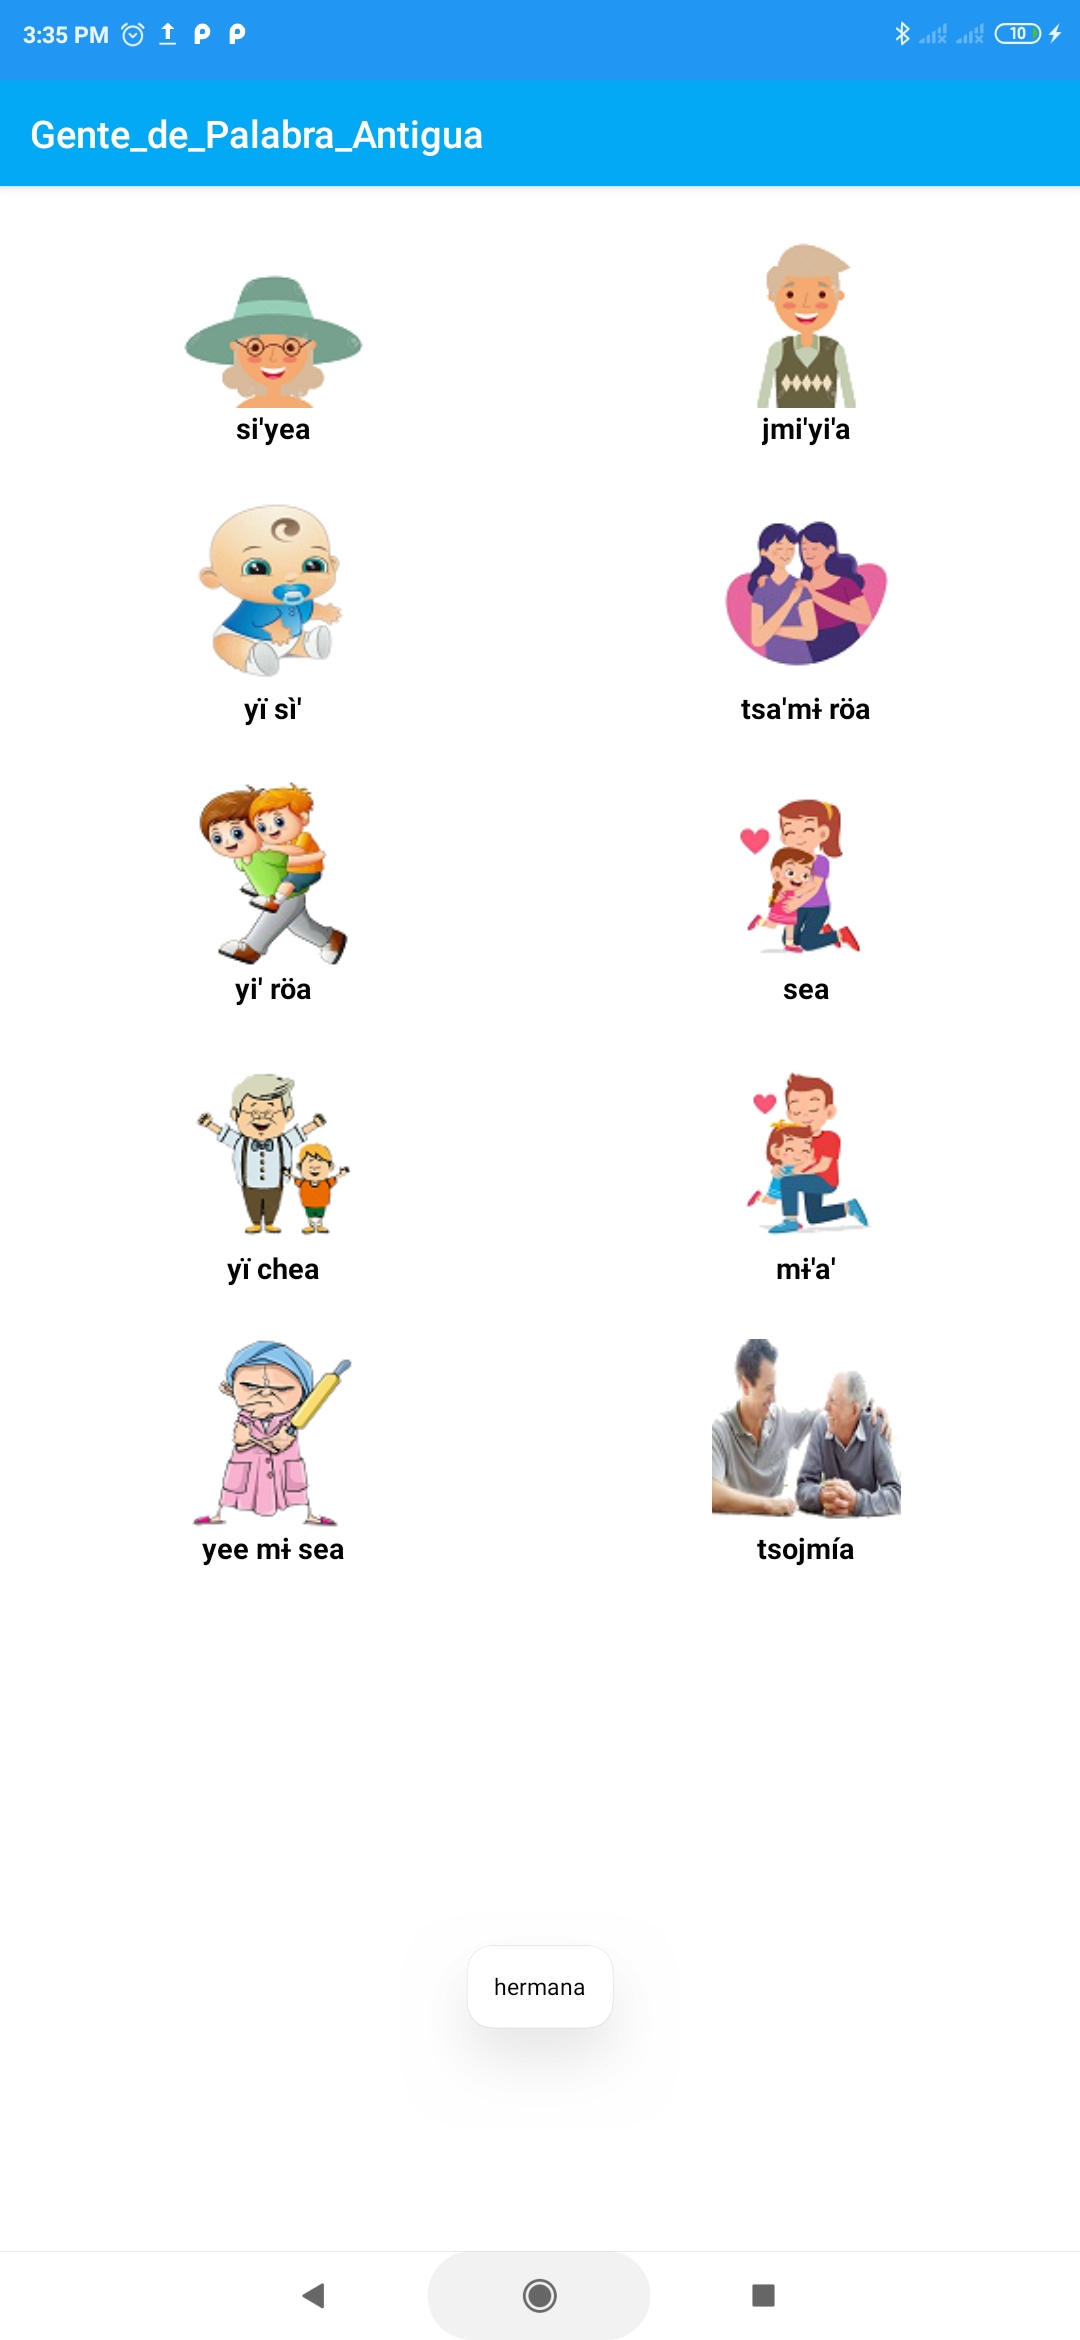 3:35 PM
10
Gente_de_Palabra_Antigua
si'yea
jmi'yi'a
yï sì'
tsa'mɨ röa
yi' röa
sea
yï chea
mɨ'a'
yee mɨ sea
tsojmía
hermana